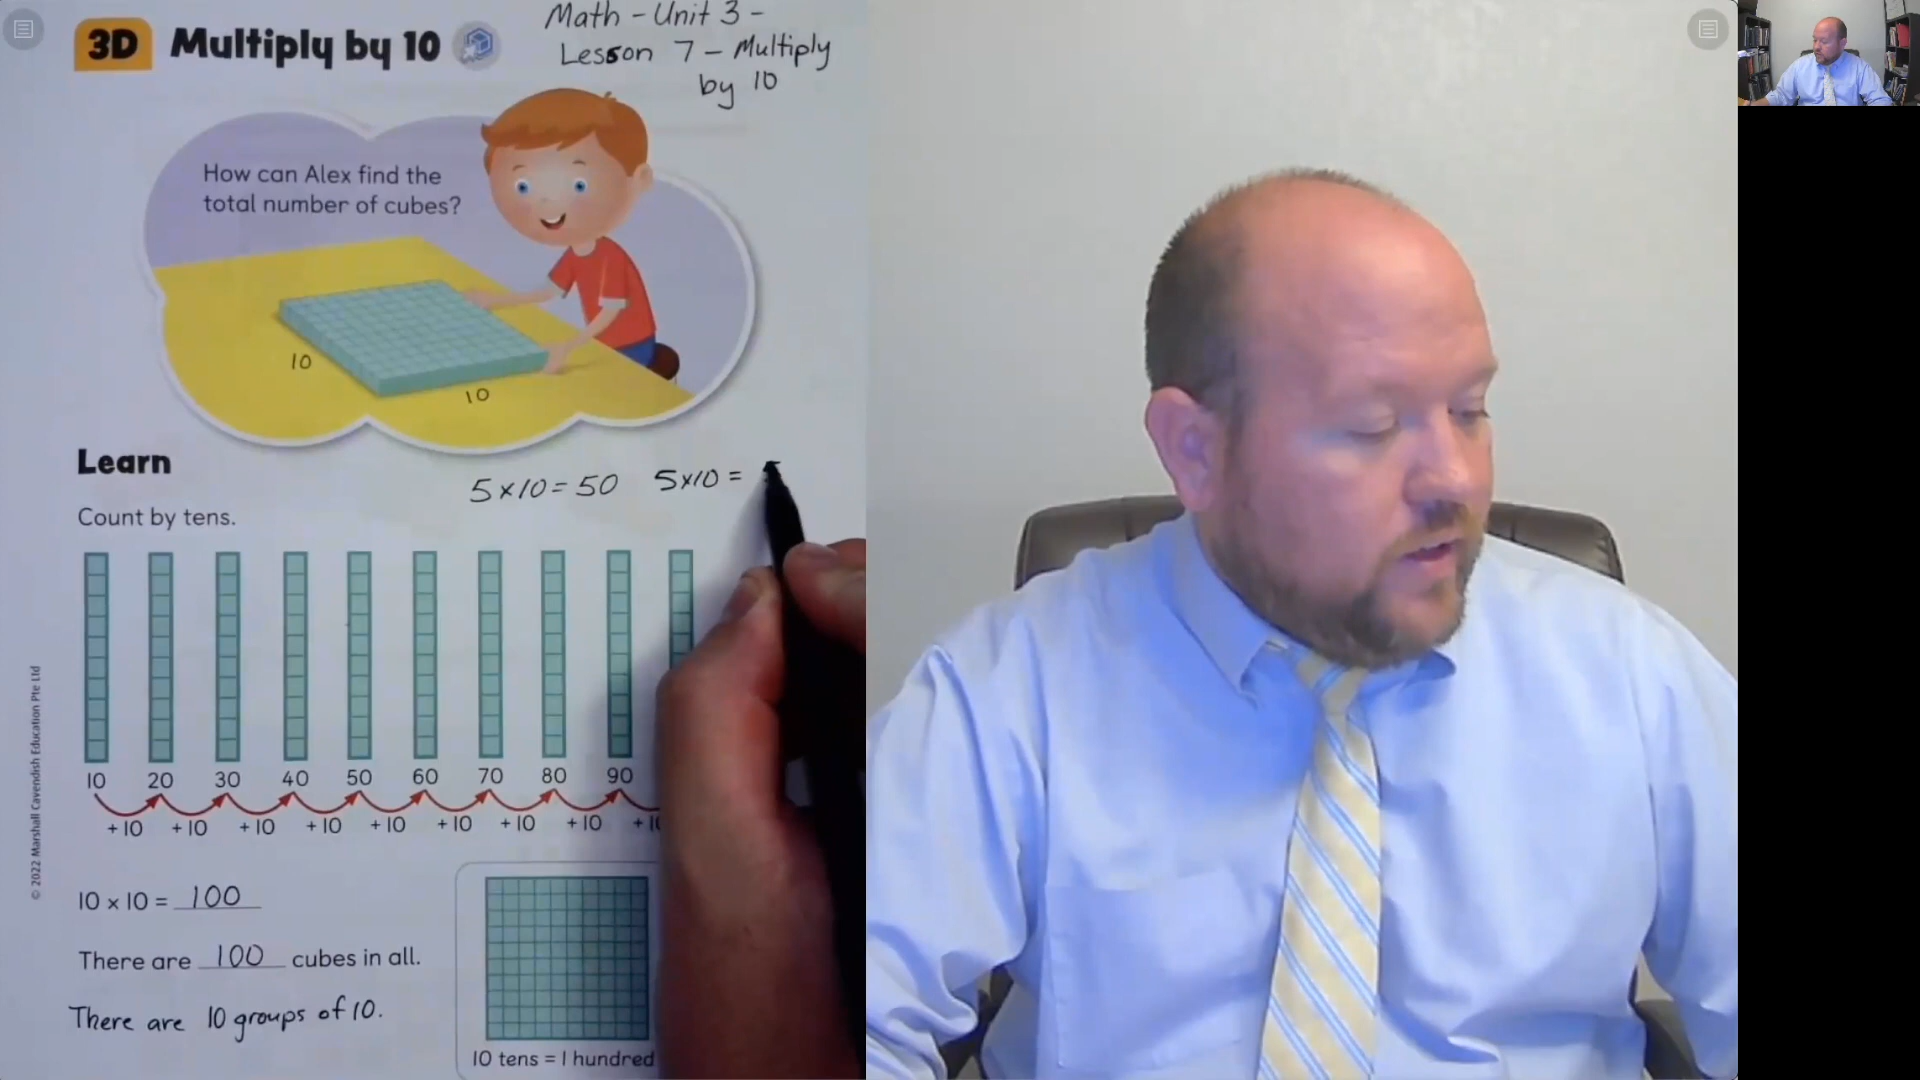 3D Multiply by 10
Math - Unit 3 -
Lesson 7 - Multiply
by 10
How can Alex find the
total number of cubes?
10
10
Learn
5 x 10 = 50 5 x 10 =
Count by tens.
10 20 30 40 50 60 70 80 90
+ 10 + 10 + 10 + 10 + 10 + 10 + 10 + 10
10 x 10 = 100
There are 100 cubes in all.
There are 10 groups of 10.
10 tens = 1 hundred
© 2022 Marshall Cavendish Education Pte Ltd